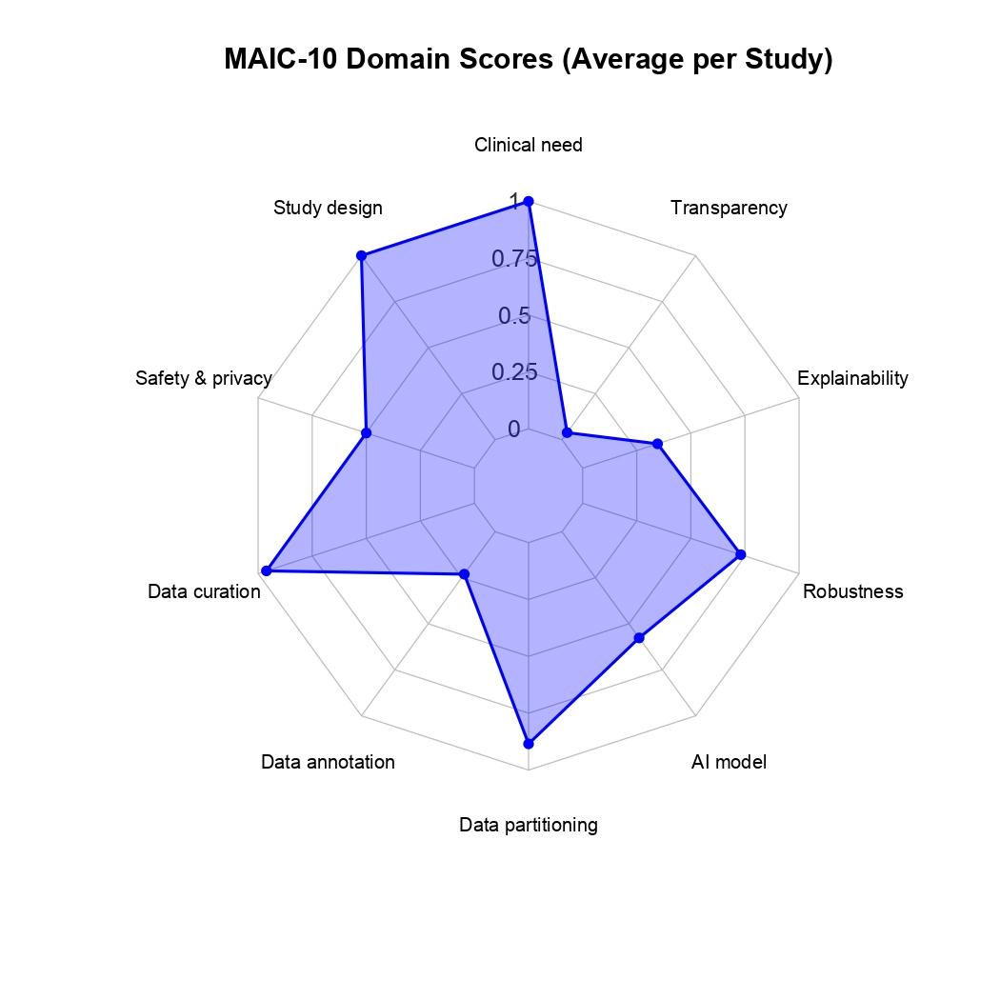 MAIC-10 Domain Scores (Average per Study)
Clinical need
Study design
Transparency
1
0.75
0.5
0.25
0
Safety & privacy
Explainability
Data curation
Robustness
Data annotation
AI model
Data partitioning